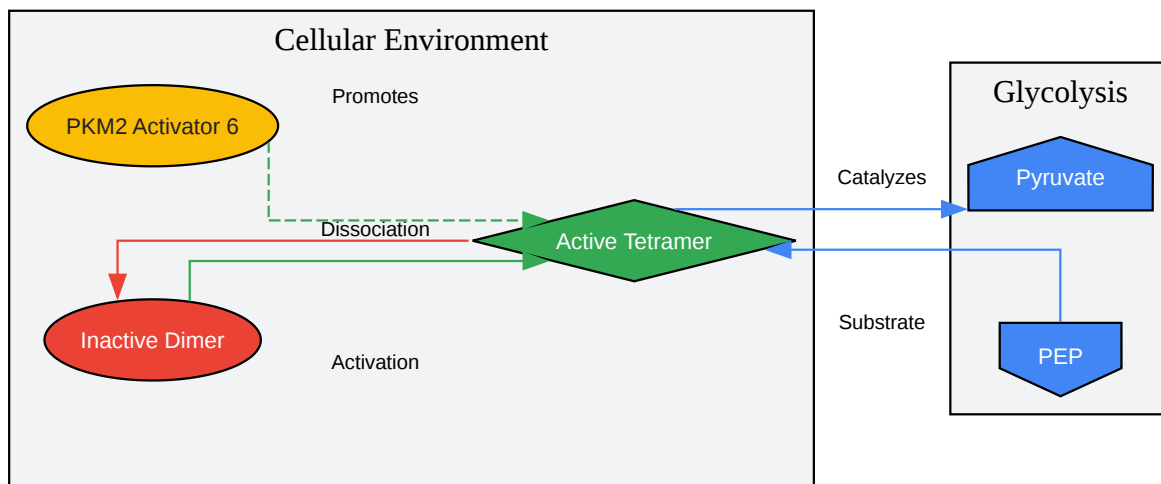 Cellular Environment
Promotes
PKM2 Activator 6
Dissociation
Active Tetramer
Inactive Dimer
Activation
Catalyzes
Substrate
Glycolysis
Pyruvate
PEP